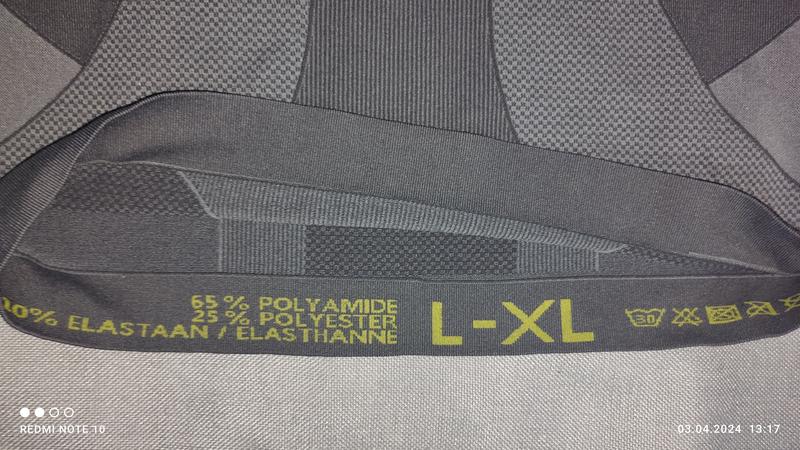 65 % POLYAMIDE
25 % POLYESTER
10% ELASTAAN / ELASTHANNE
L-XL
30
REDMI NOTE 10
03.04.2024 13:17